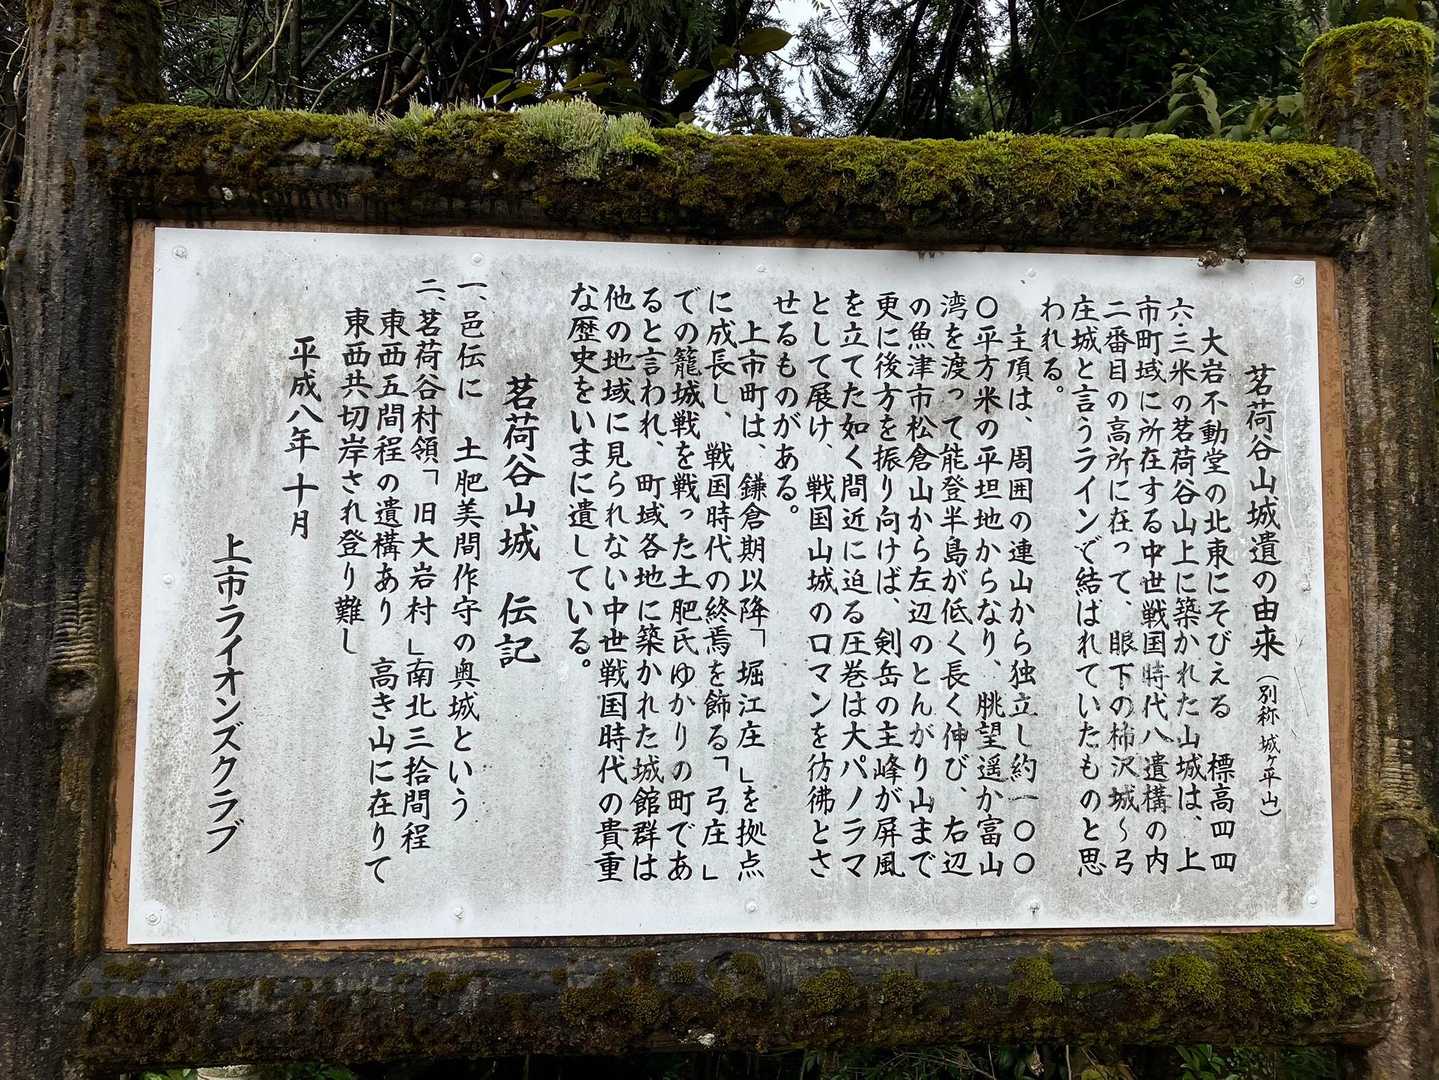 茗荷谷山城遺の由来（別称 城ヶ平山）
大岩不動堂の北東にそびえる 標高四四
六・三米の茗荷谷山上に築かれた山城は、上
市町域に所在する中世戦国時代八遺構の内
二番目の高所に在って、眼下の柿沢城～弓
庄城と言うラインで結ばれていたものと思
われる。
主頂は、周囲の連山から独立し約一〇〇
〇平方米の平坦地からなり、眺望遥か富山
湾を渡って能登半島が低く長く伸び、右辺
の魚津市松倉山から左辺のとんがり山まで
更に後方を振り向けば、剣岳の主峰が屏風
を立てた如く間近に迫る圧巻は大パノラマ
として展け、戦国山城のロマンを彷彿とさ
せるものがある。
上市町は、鎌倉期以降「堀江庄」を拠点
に成長し、戦国時代の終焉を飾る「弓庄」
での籠城戦を戦った土肥氏ゆかりの町であ
ると言われ、町域各地に築かれた城館群は
他の地域に見られない中世戦国時代の貴重
な歴史をいまに遺している。
茗荷谷山城 伝記
一、邑伝に 土肥美間作守の奥城という
二、茗荷谷村領「旧大岩村」南北三拾間程
東西五間程の遺構あり 高き山に在りて
東西共切岸され登り難し
平成八年 十月
上市ライオンズクラブ